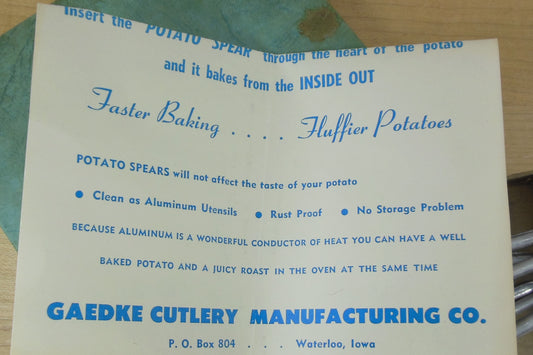 Insert the "POTATO SPEAR" through the heart of the potato
and it bakes from the INSIDE OUT
Faster Baking . . . . Fluffier Potatoes
POTATO SPEARS will not affect the taste of your potato
● Clean as Aluminum Utensils ● Rust Proof ● No Storage Problem
BECAUSE ALUMINUM IS A WONDERFUL CONDUCTOR OF HEAT YOU CAN HAVE A WELL
BAKED POTATO AND A JUICY ROAST IN THE OVEN AT THE SAME TIME
GAEDKE CUTLERY MANUFACTURING CO.
P. O. Box 804 . . . Waterloo, Iowa